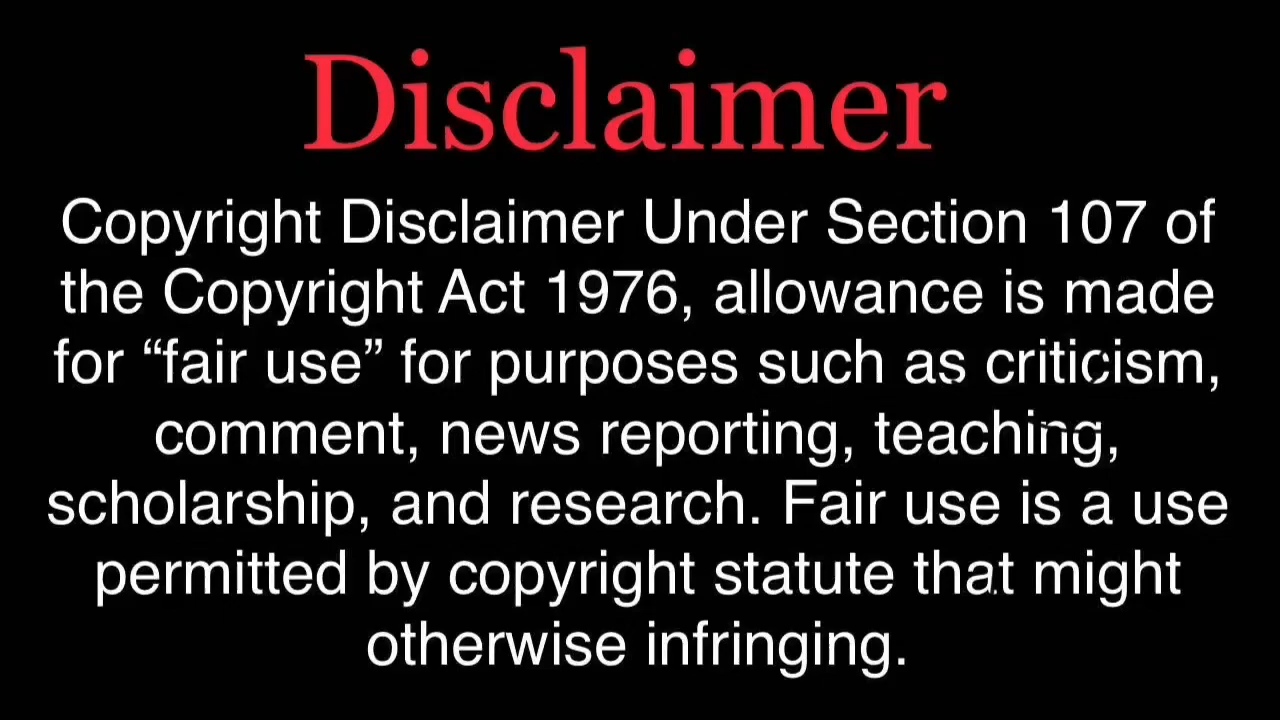 Disclaimer
Copyright Disclaimer Under Section 107 of
the Copyright Act 1976, allowance is made
for “fair use” for purposes such as criticism,
comment, news reporting, teaching,
scholarship, and research. Fair use is a use
permitted by copyright statute that might
otherwise infringing.